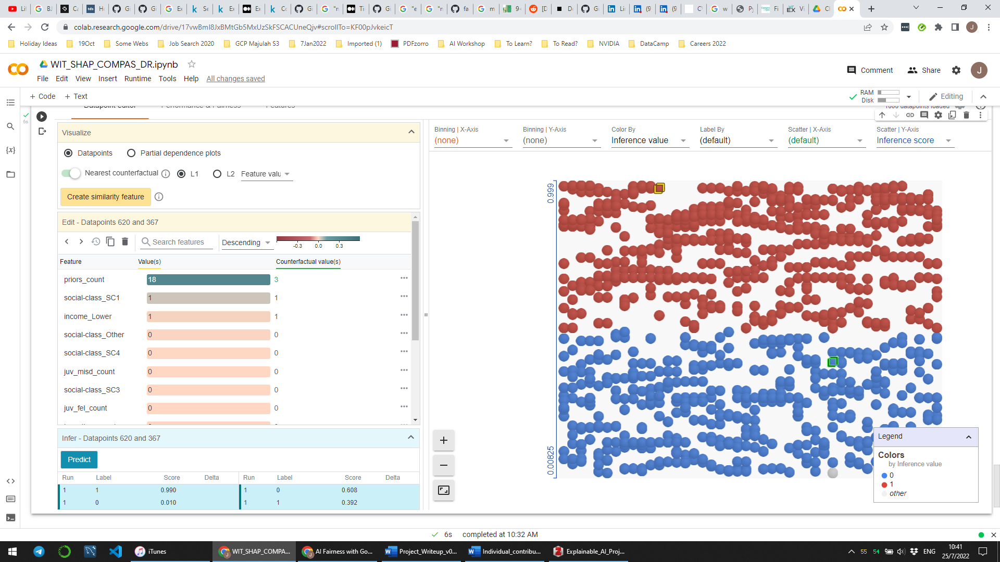 colab.research.google.com/drive/17vwBmI8JxBMtGb5MxUzSkFSCACUneQjv#scrollTo=KF00pJvkeicT
Holiday Ideas 19Oct Some Webs Job Search 2020 GCP Majulah S3 7Jan2022 Imported (1) PDFzorro AI Workshop To Learn? To Read? NVIDIA DataCamp Careers 2022
WIT_SHAP_COMPAS_DR.ipynb
File Edit View Insert Runtime Tools Help All changes saved
Comment Share J
+ Code + Text
RAM
Disk
Editing
Datapoint editor Performance & Fairness Features
1000 datapoints loaded
6s
Visualize
Datapoints Partial dependence plots
Nearest counterfactual L1 L2 Feature valu
Create similarity feature
Edit - Datapoints 620 and 367
Search features Descending
-0.3 0.0 0.3
Feature Value(s) Counterfactual value(s)
priors_count 18 3
social-class_SC1 1 1
income_Lower 1 1
social-class_Other 0 0
social-class_SC4 0 0
juv_misd_count 0 0
social-class_SC3 0 0
juv_fel_count 0 0
Infer - Datapoints 620 and 367
Predict
Run Label Score Delta Run Label Score Delta
1 1 0.990 1 0 0.608
1 0 0.010 1 1 0.392
Binning | X-Axis Binning | Y-Axis Color By Label By Scatter | X-Axis Scatter | Y-Axis
(none) (none) Inference value (default) (default) Inference score
0.999
0.00825
Legend
Colors
by Inference value
0
1
other
6s completed at 10:32 AM
iTunes WIT_SHAP_COMPA... AI Fairness with Go... Project_Writeup_v0... Individual_contribu... Explainable_AI_Proj...
55 54 ENG
10:41
25/7/2022